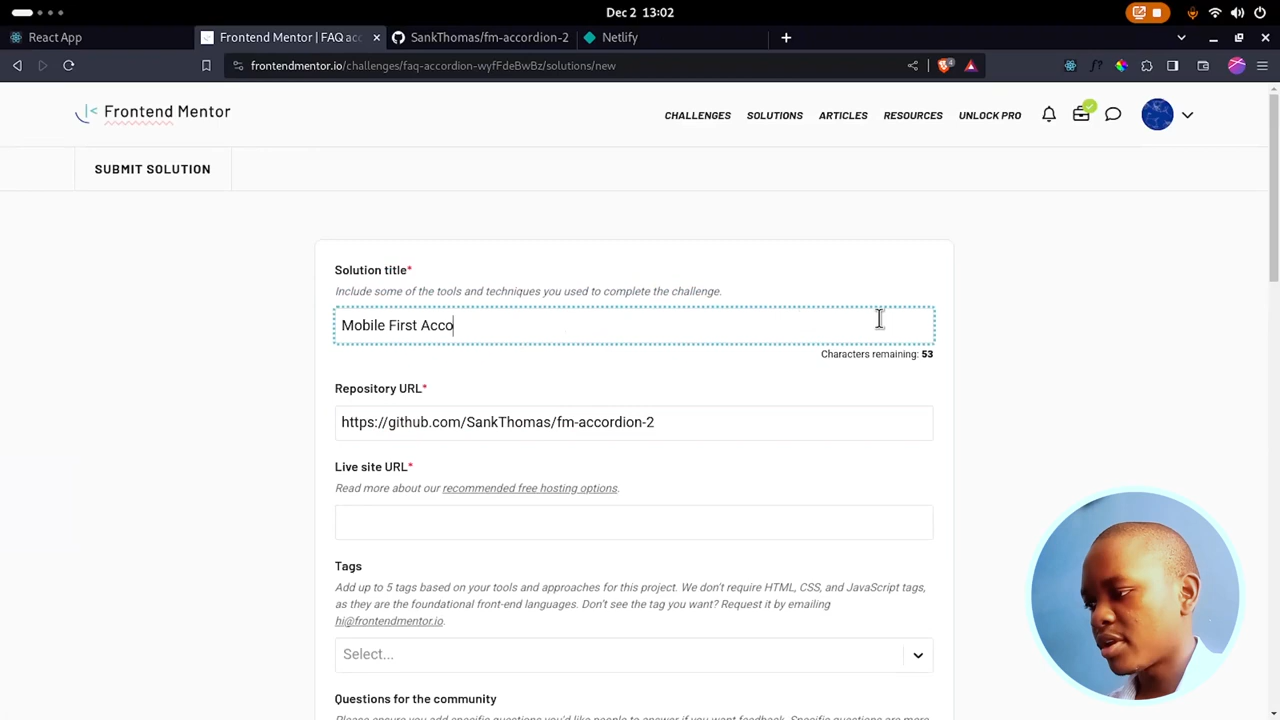 Dec 2 13:02
React App
Frontend Mentor | FAQ acc
SankThomas/fm-accordion-2
Netlify
frontendmentor.io/challenges/faq-accordion-wyfFdeBwBz/solutions/new
4
Frontend Mentor
CHALLENGES SOLUTIONS ARTICLES RESOURCES UNLOCK PRO
SUBMIT SOLUTION
Solution title*
Include some of the tools and techniques you used to complete the challenge.
Mobile First Acco
Characters remaining: 53
Repository URL*
https://github.com/SankThomas/fm-accordion-2
Live site URL*
Read more about our recommended free hosting options.
Tags
Add up to 5 tags based on your tools and approaches for this project. We don't require HTML, CSS, and JavaScript tags,
as they are the foundational front-end languages. Don't see the tag you want? Request it by emailing
hi@frontendmentor.io.
Select...
Questions for the community